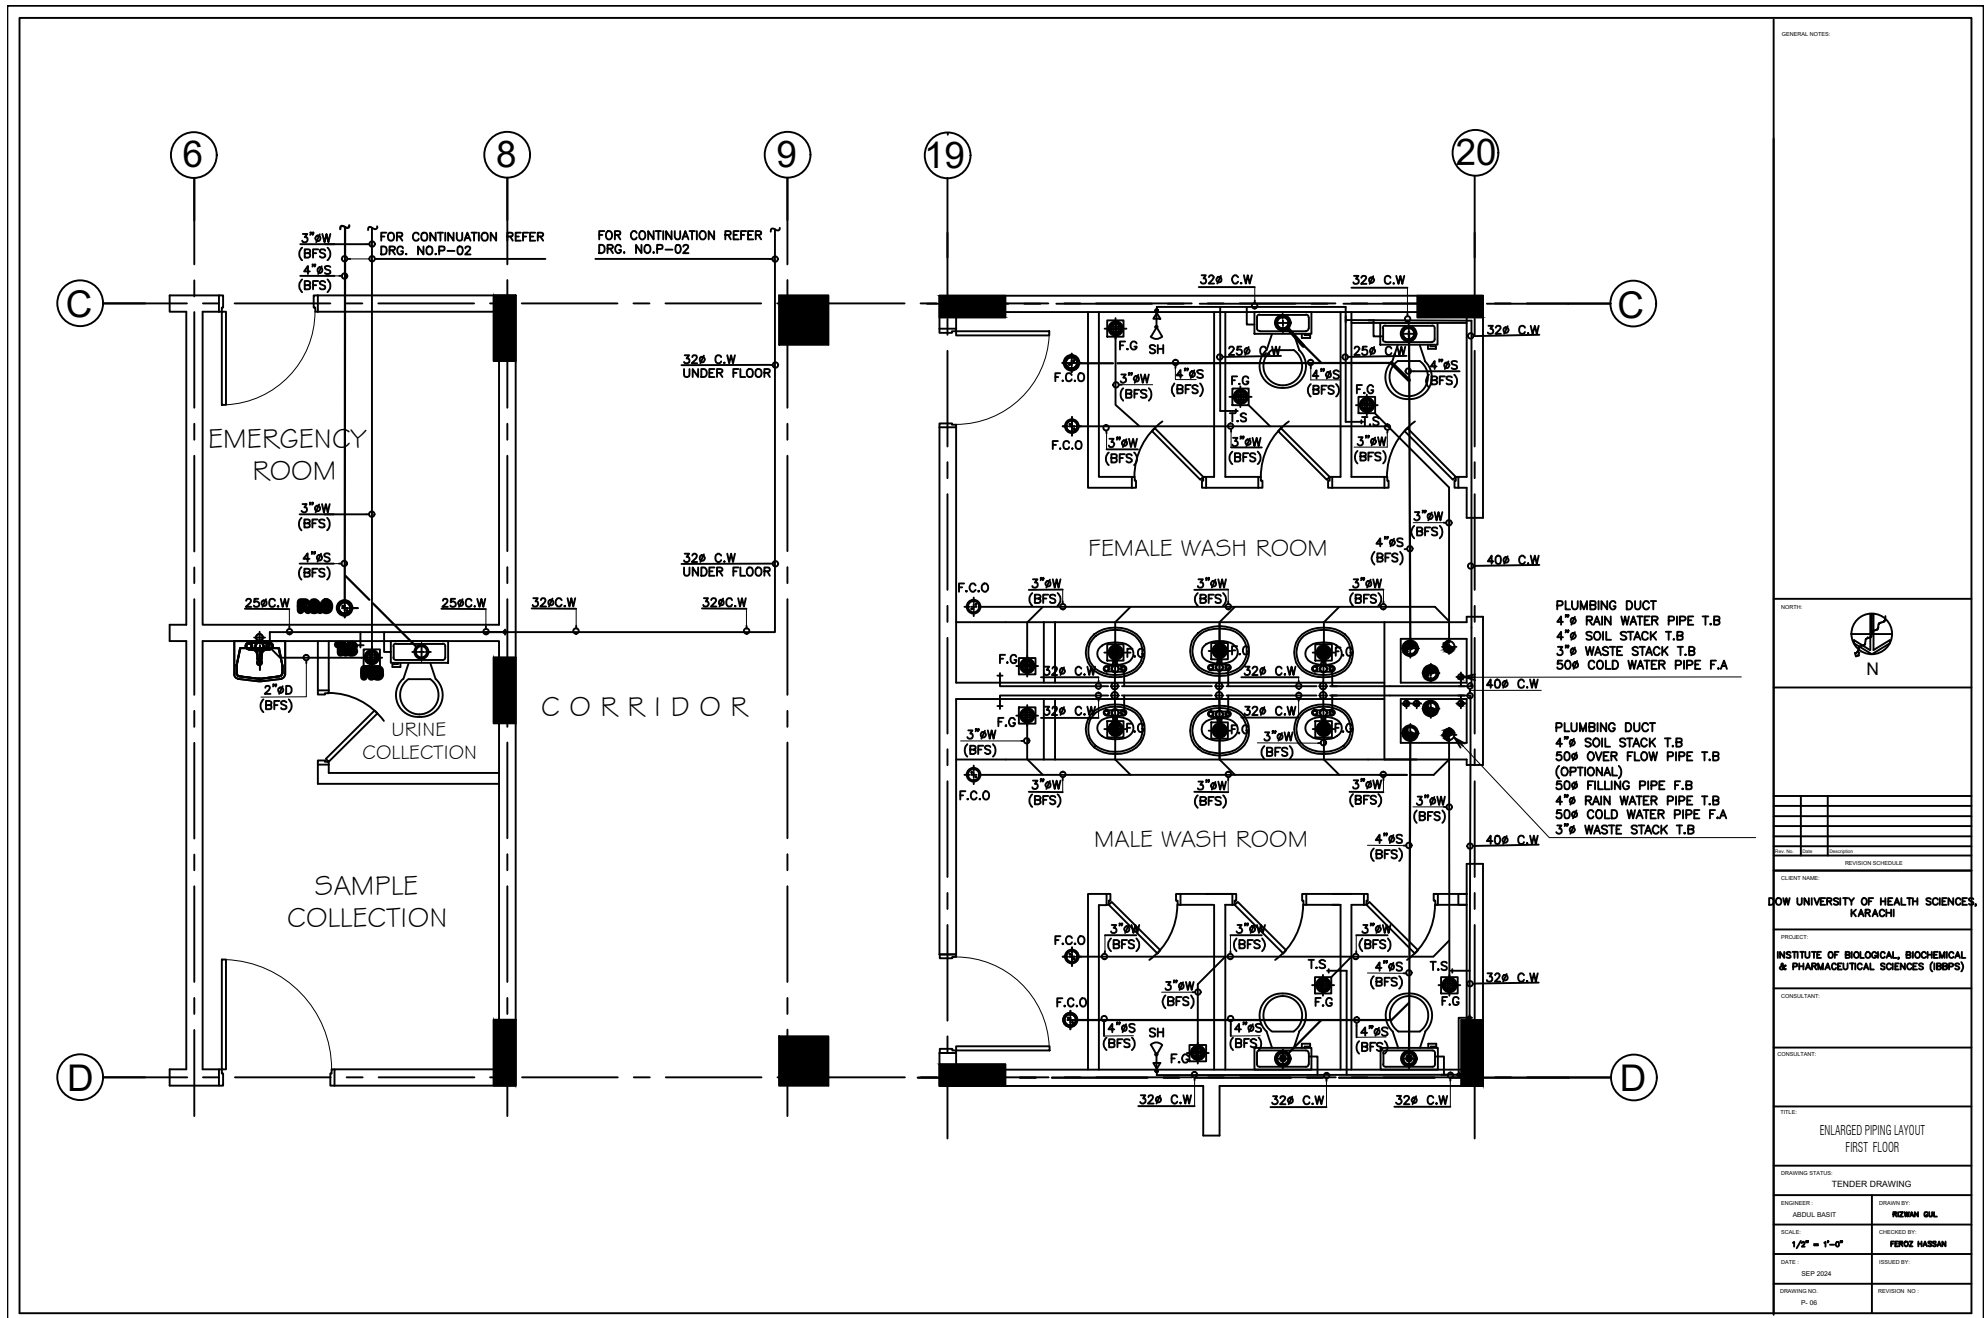 GENERAL NOTES:
6
8
9
19
20
3"øW
(BFS)
4"øS
(BFS)
FOR CONTINUATION REFER
DRG. NO.P-02
FOR CONTINUATION REFER
DRG. NO.P-02
C
C
32ø C.W
32ø C.W
32ø C.W
F.G
SH
25ø C.W
25ø C.W
F.C.O
3"øW
(BFS)
4"øS
(BFS)
F.G
4"øS
(BFS)
F.G
4"øS
(BFS)
T.S
T.S
32ø C.W
UNDER FLOOR
EMERGENCY
ROOM
F.C.O
3"øW
(BFS)
3"øW
(BFS)
3"øW
(BFS)
3"øW
(BFS)
4"øS
(BFS)
3"øW
(BFS)
4"øS
(BFS)
FEMALE WASH ROOM
32ø C.W
UNDER FLOOR
40ø C.W
25øC.W
25øC.W
32øC.W
32øC.W
F.C.O
3"øW
(BFS)
3"øW
(BFS)
3"øW
(BFS)
PLUMBING DUCT
4"ø RAIN WATER PIPE T.B
4"ø SOIL STACK T.B
3"ø WASTE STACK T.B
50ø COLD WATER PIPE F.A
2"øD
(BFS)
F.G
F.G
F.G
F.G
32ø C.W
32ø C.W
40ø C.W
URINE
COLLECTION
CORRIDOR
F.G
32ø C.W
32ø C.W
F.G
F.G
F.G
3"øW
(BFS)
3"øW
(BFS)
PLUMBING DUCT
4"ø SOIL STACK T.B
50ø OVER FLOW PIPE T.B
(OPTIONAL)
50ø FILLING PIPE F.B
4"ø RAIN WATER PIPE T.B
50ø COLD WATER PIPE F.A
3"ø WASTE STACK T.B
F.C.O
3"øW
(BFS)
3"øW
(BFS)
3"øW
(BFS)
3"øW
(BFS)
MALE WASH ROOM
4"øS
(BFS)
40ø C.W
SAMPLE
COLLECTION
F.C.O
3"øW
(BFS)
3"øW
(BFS)
3"øW
(BFS)
T.S
4"øS
(BFS)
T.S
32ø C.W
3"øW
(BFS)
F.G
F.G
F.C.O
4"øS
(BFS)
SH
F.G
4"øS
(BFS)
4"øS
(BFS)
D
D
32ø C.W
32ø C.W
32ø C.W
NORTH:
N
Rev. No.
Date
Description
REVISION SCHEDULE
CLIENT NAME:
DOW UNIVERSITY OF HEALTH SCIENCES,
KARACHI
PROJECT:
INSTITUTE OF BIOLOGICAL, BIOCHEMICAL
& PHARMACEUTICAL SCIENCES (IBBPS)
CONSULTANT:
CONSULTANT:
TITLE:
ENLARGED PIPING LAYOUT
FIRST FLOOR
DRAWING STATUS:
TENDER DRAWING
ENGINEER :
ABDUL BASIT
DRAWN BY:
RIZWAN GUL
SCALE:
1/2" = 1'-0"
CHECKED BY:
FEROZ HASSAN
DATE :
SEP 2024
ISSUED BY:
DRAWING NO.
P- 06
REVISION NO :